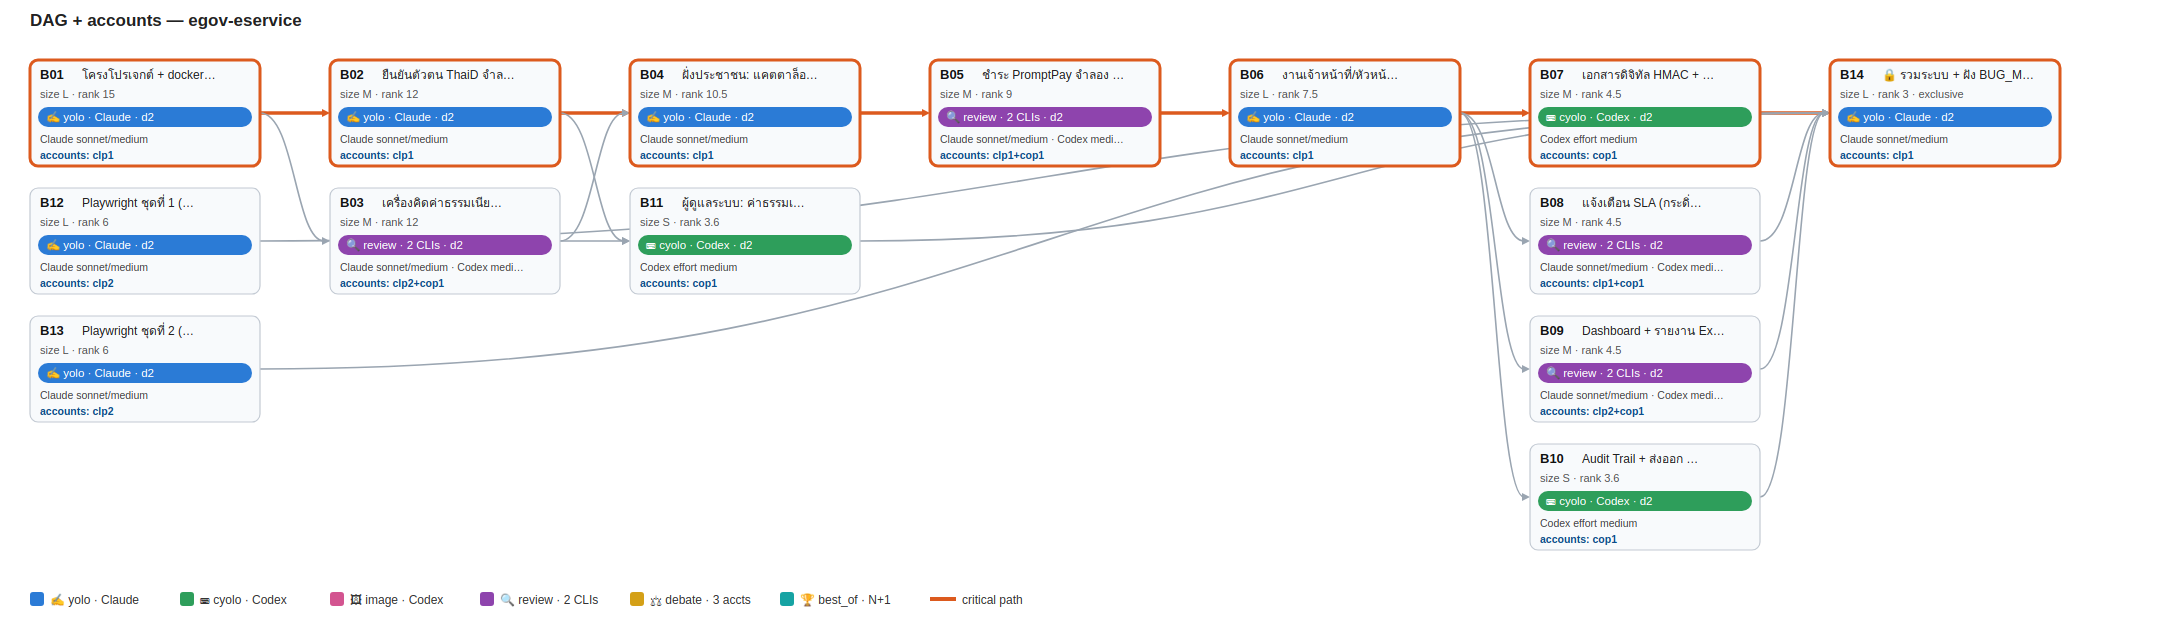 DAG + accounts — egov-eservice
B01 โครงโปรเจกต์ + docker…
size L · rank 15
✍ yolo · Claude · d2
Claude sonnet/medium
accounts: clp1
B02 ยืนยันตัวตน ThaiD จำล…
size M · rank 12
✍ yolo · Claude · d2
Claude sonnet/medium
accounts: clp1
B04 ฝั่งประชาชน: แคตตาล็อ…
size M · rank 10.5
✍ yolo · Claude · d2
Claude sonnet/medium
accounts: clp1
B05 ชำระ PromptPay จำลอง …
size M · rank 9
🔍 review · 2 CLIs · d2
Claude sonnet/medium · Codex medi…
accounts: clp1+cop1
B06 งานเจ้าหน้าที่/หัวหน้…
size L · rank 7.5
✍ yolo · Claude · d2
Claude sonnet/medium
accounts: clp1
B07 เอกสารดิจิทัล HMAC + …
size M · rank 4.5
⌨ cyolo · Codex · d2
Codex effort medium
accounts: cop1
B14 🔒 รวมระบบ + ฝัง BUG_M…
size L · rank 3 · exclusive
✍ yolo · Claude · d2
Claude sonnet/medium
accounts: clp1
B12 Playwright ชุดที่ 1 (…
size L · rank 6
✍ yolo · Claude · d2
Claude sonnet/medium
accounts: clp2
B03 เครื่องคิดค่าธรรมเนีย…
size M · rank 12
🔍 review · 2 CLIs · d2
Claude sonnet/medium · Codex medi…
accounts: clp2+cop1
B11 ผู้ดูแลระบบ: ค่าธรรมเ…
size S · rank 3.6
⌨ cyolo · Codex · d2
Codex effort medium
accounts: cop1
B08 แจ้งเตือน SLA (กระดิ่…
size M · rank 4.5
🔍 review · 2 CLIs · d2
Claude sonnet/medium · Codex medi…
accounts: clp1+cop1
B13 Playwright ชุดที่ 2 (…
size L · rank 6
✍ yolo · Claude · d2
Claude sonnet/medium
accounts: clp2
B09 Dashboard + รายงาน Ex…
size M · rank 4.5
🔍 review · 2 CLIs · d2
Claude sonnet/medium · Codex medi…
accounts: clp2+cop1
B10 Audit Trail + ส่งออก …
size S · rank 3.6
⌨ cyolo · Codex · d2
Codex effort medium
accounts: cop1
✍ yolo · Claude ⌨ cyolo · Codex 🖼 image · Codex 🔍 review · 2 CLIs ⚖ debate · 3 accts 🏆 best_of · N+1 critical path